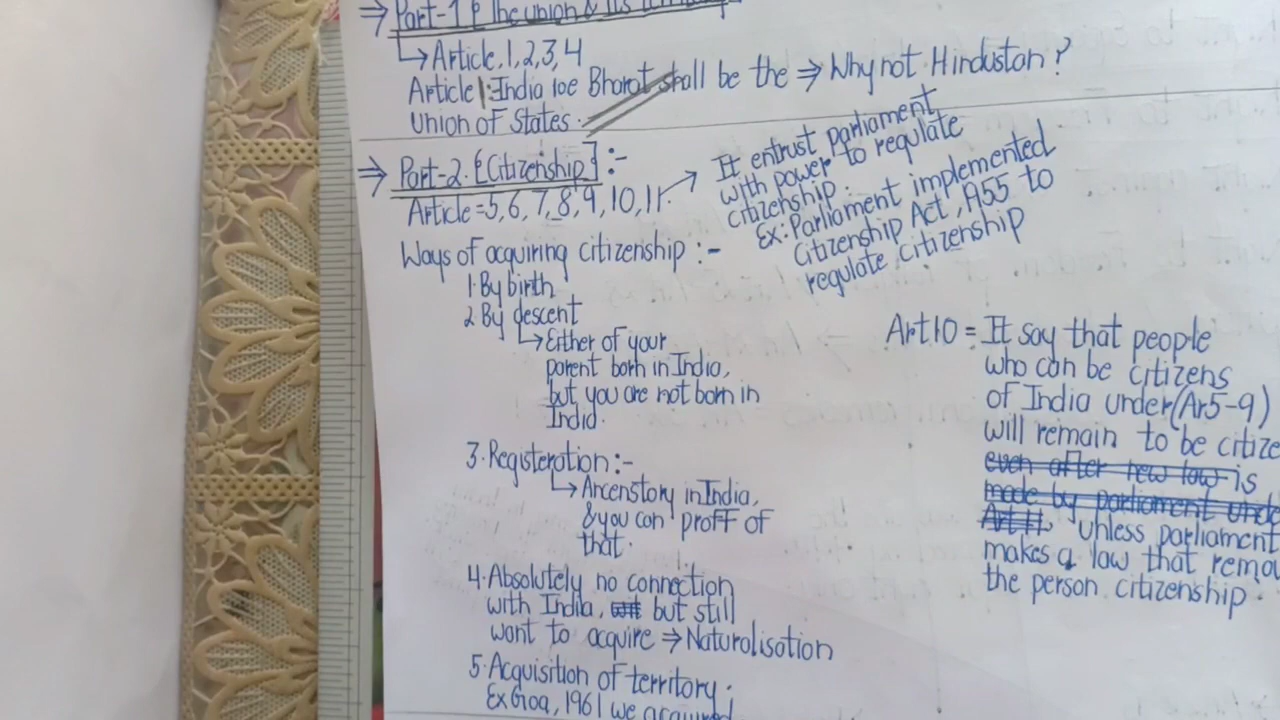 ⇒ Part-1 : The union & its territory
↳ Article. 1, 2, 3, 4
Article 1: India ioe Bharat shall be the ⇒ Why not Hindustan?
Union of States.
⇒ Part-2. [Citizenship] :-
Article = 5, 6, 7, 8, 9, 10, 11 →
It entrust parliament
with power to regulate
citizenship.
Ex: Parliament implemented
Citizenship Act, 1955 to
regulate citizenship
Ways of acquiring citizenship :-
1. By birth
2. By descent
↳ Either of your
parent born in India,
but you are not born in
India.
3. Registeration :-
↳ Arcenstory in India,
& you can proff of
that.
4. Absolutely no connection
with India, but still
want to acquire ⇒ Naturalisation
5. Acquisition of territory:
Ex Goa, 1961 we acquired
Art 10 = It say that people
who can be citizens
of India under (Ar5-9)
will remain to be citize
even after new law is
made by parliament unde
Art 11. unless parliament
makes a law that remo
the person citizenship.